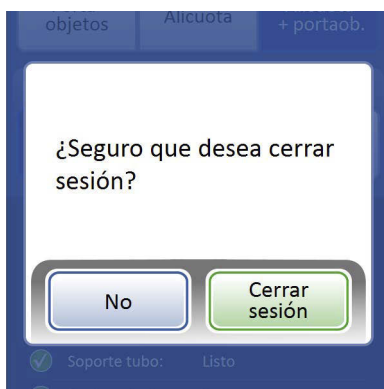 objetos
Alícuota
+ portaob.
¿Seguro que desea cerrar
sesión?
No
Cerrar
sesión
Soporte tubo: Listo